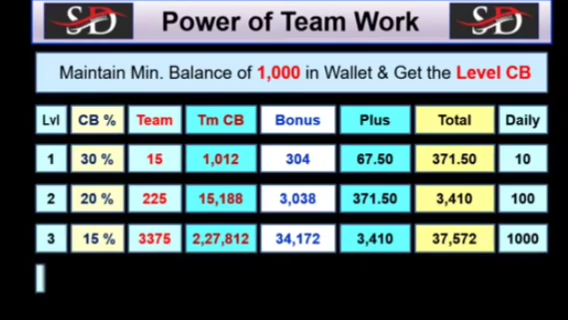 SD Power of Team Work SD
Maintain Min. Balance of 1,000 in Wallet & Get the Level CB
Lvl CB % Team Tm CB Bonus Plus Total Daily
1 30 % 15 1,012 304 67.50 371.50 10
2 20 % 225 15,188 3,038 371.50 3,410 100
3 15 % 3375 2,27,812 34,172 3,410 37,572 1000